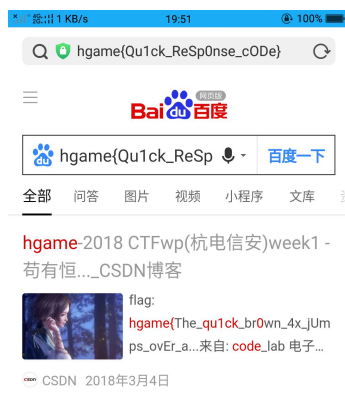 1 KB/s 19:51 100%
hgame{Qu1ck_ReSp0nse_cODe}
网页版
Bai du 百度
hgame{Qu1ck_ReSp 百度一下
全部 问答 图片 视频 小程序 文库
hgame-2018 CTFwp(杭电信安)week1 -
苟有恒..._CSDN博客
flag:
hgame{The_qu1ck_br0wn_4x_jUm
ps_ovEr_a...来自: code_lab 电子...
CSDN CSDN 2018年3月4日